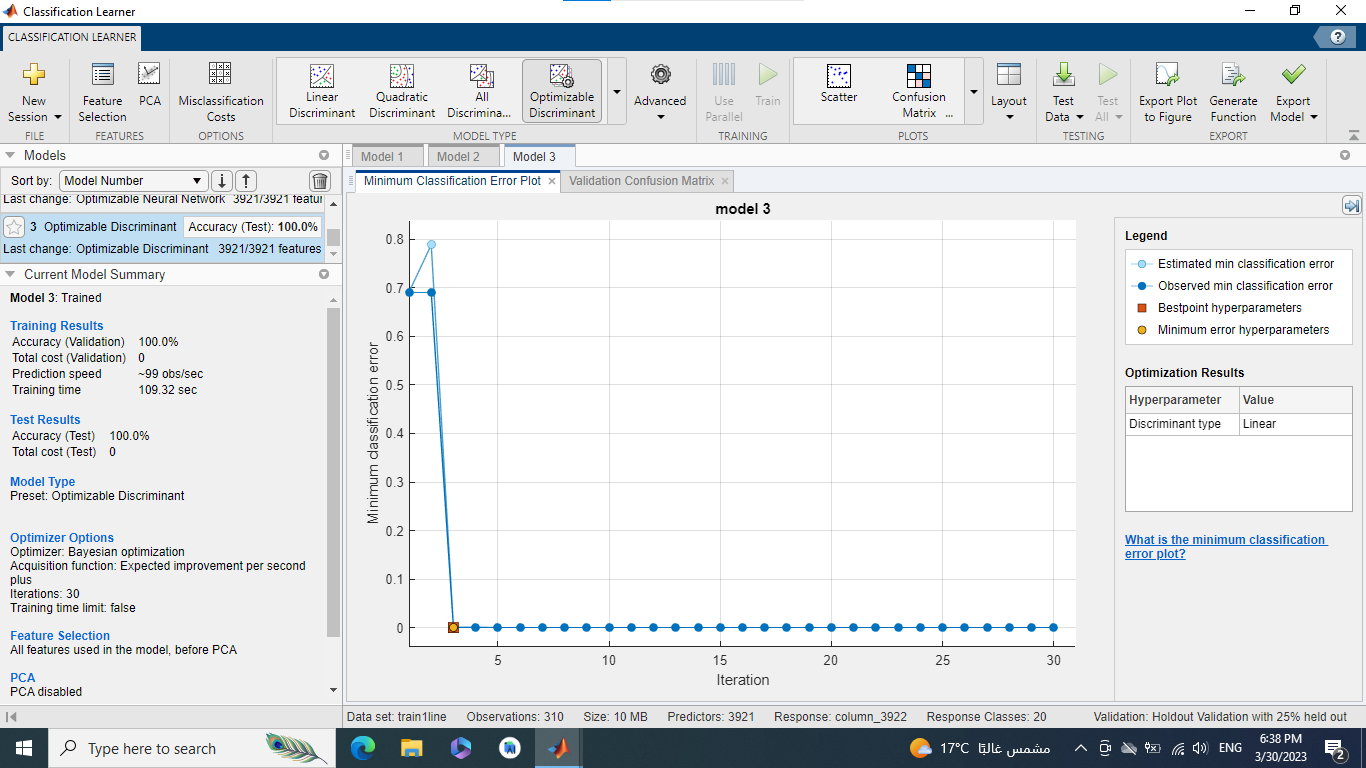 Classification Learner
CLASSIFICATION LEARNER
New Session
Feature Selection
PCA
Misclassification Costs
Linear Discriminant
Quadratic Discriminant
All Discrimina...
Optimizable Discriminant
Advanced
Use Parallel
Train
Scatter
Confusion Matrix ...
Layout
Test Data
Test All
Export Plot to Figure
Generate Function
Export Model
FILE
FEATURES
OPTIONS
MODEL TYPE
TRAINING
PLOTS
TESTING
EXPORT
Models
Sort by: Model Number
Last change: Optimizable Neural Network 3921/3921 featur
3 Optimizable Discriminant Accuracy (Test): 100.0%
Last change: Optimizable Discriminant 3921/3921 features
Current Model Summary
Model 3: Trained
Training Results
Accuracy (Validation) 100.0%
Total cost (Validation) 0
Prediction speed ~99 obs/sec
Training time 109.32 sec
Test Results
Accuracy (Test) 100.0%
Total cost (Test) 0
Model Type
Preset: Optimizable Discriminant
Optimizer Options
Optimizer: Bayesian optimization
Acquisition function: Expected improvement per second
plus
Iterations: 30
Training time limit: false
Feature Selection
All features used in the model, before PCA
PCA
PCA disabled
Model 1 Model 2 Model 3
Minimum Classification Error Plot Validation Confusion Matrix
model 3
0.8
0.7
0.6
0.5
0.4
0.3
0.2
0.1
0
Minimum classification error
5 10 15 20 25 30
Iteration
Legend
Estimated min classification error
Observed min classification error
Bestpoint hyperparameters
Minimum error hyperparameters
Optimization Results
Hyperparameter Value
Discriminant type Linear
What is the minimum classification
error plot?
Data set: train1line Observations: 310 Size: 10 MB Predictors: 3921 Response: column_3922 Response Classes: 20 Validation: Holdout Validation with 25% held out
Type here to search
17°C مشمس غالبًا
ENG
6:38 PM
3/30/2023
2